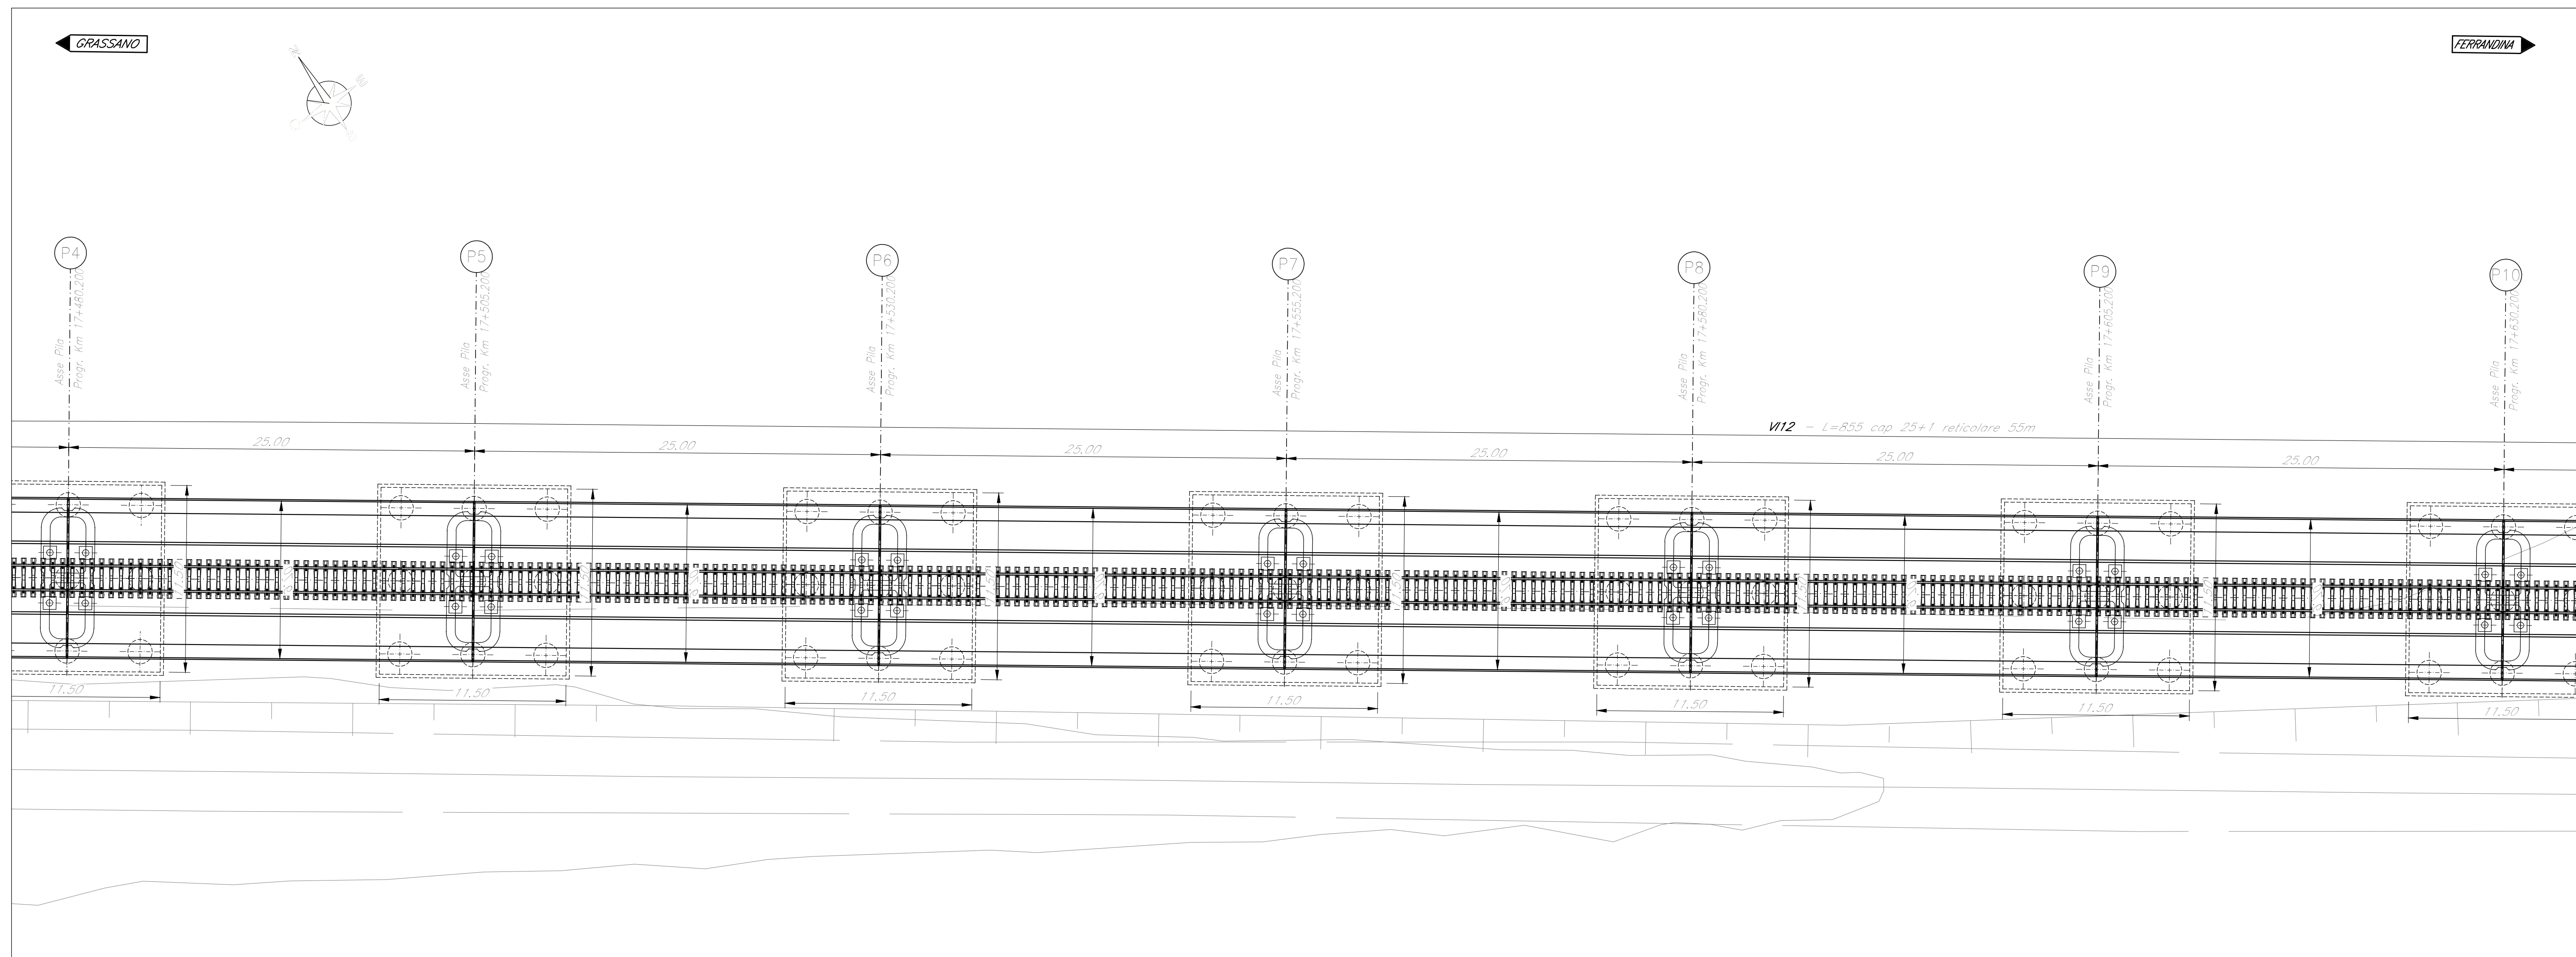 GRASSANO
FERRANDINA
N
P4
P5
P6
P7
P8
P9
P10
Asse Pila
Progr. Km 17+480.200
Asse Pila
Progr. Km 17+505.200
Asse Pila
Progr. Km 17+530.200
Asse Pila
Progr. Km 17+555.200
Asse Pila
Progr. Km 17+580.200
Asse Pila
Progr. Km 17+605.200
Asse Pila
Progr. Km 17+630.200
VI12 - L=855 cap 25+1 reticolare 55m
25.00
25.00
25.00
25.00
25.00
25.00
11.50
11.50
11.50
11.50
11.50
11.50
11.50